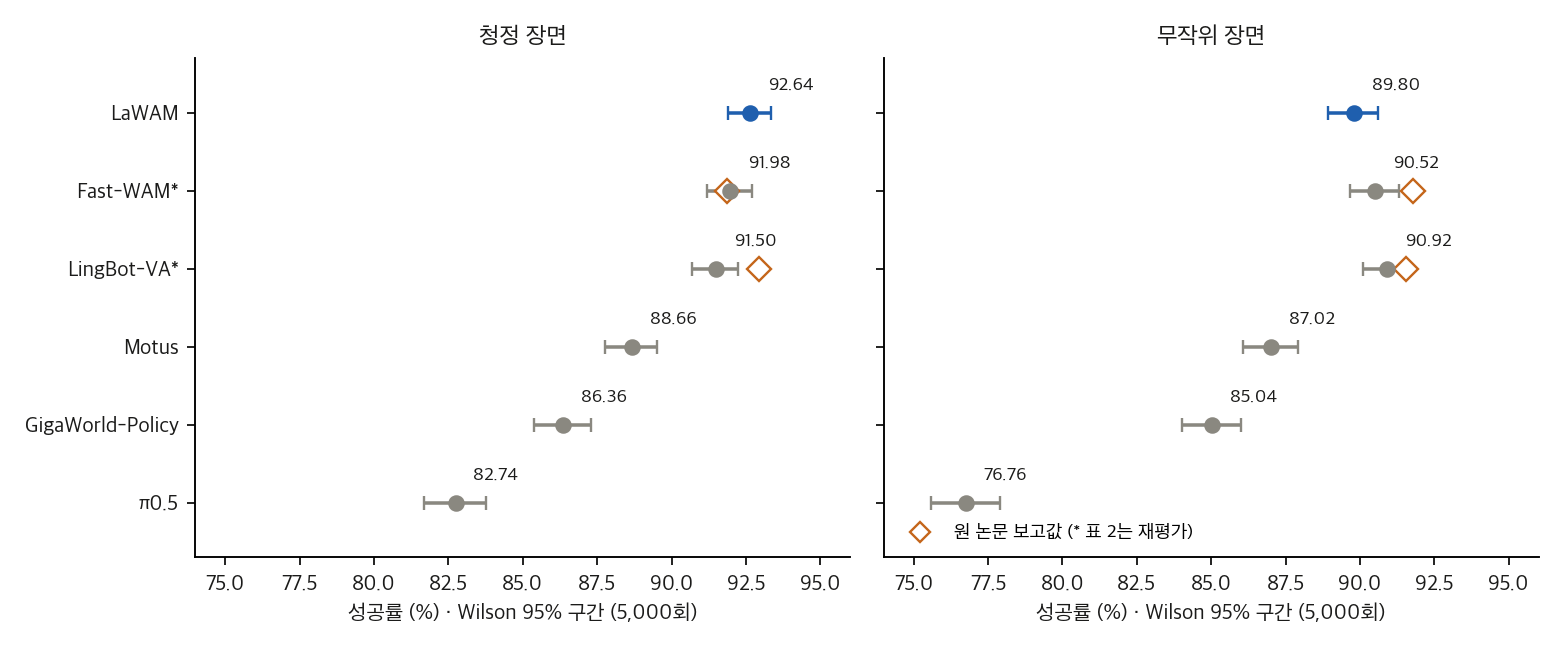 청정 장면
92.64
LaWAM
91.98
Fast-WAM*
91.50
LingBot-VA*
88.66
Motus
86.36
GigaWorld-Policy
82.74
π0.5
75.0 77.5 80.0 82.5 85.0 87.5 90.0 92.5 95.0
성공률 (%) · Wilson 95% 구간 (5,000회)
무작위 장면
89.80
90.52
90.92
87.02
85.04
76.76
원 논문 보고값 (* 표 2는 재평가)
75.0 77.5 80.0 82.5 85.0 87.5 90.0 92.5 95.0
성공률 (%) · Wilson 95% 구간 (5,000회)